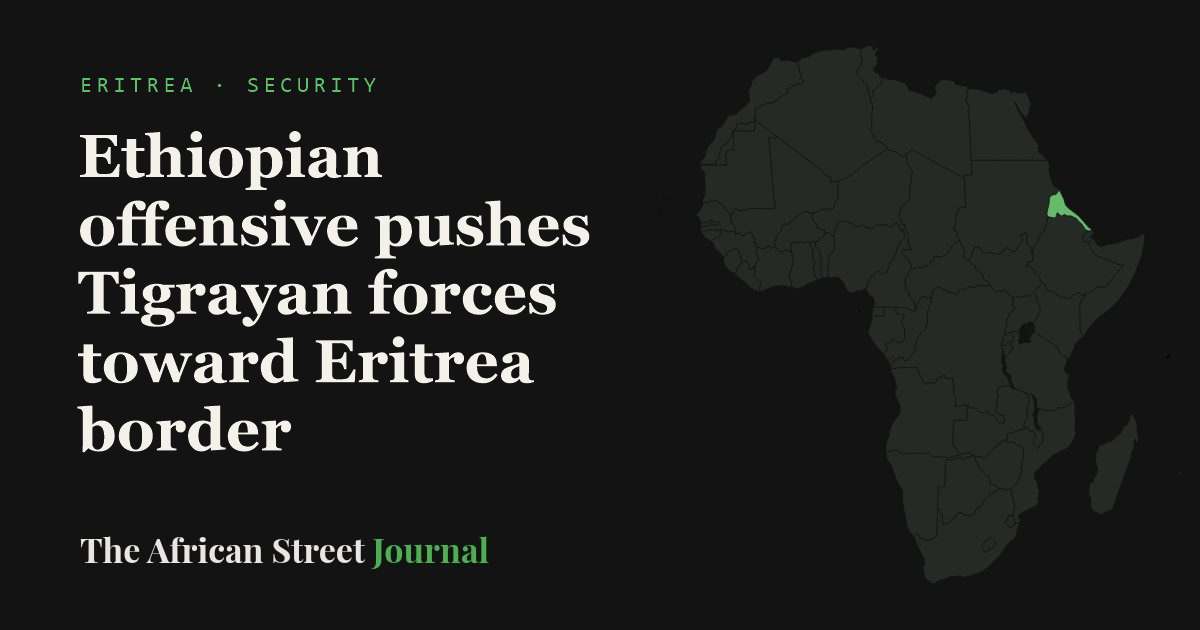 ERITREA · SECURITY
Ethiopian
offensive pushes
Tigrayan forces
toward Eritrea
border
The African Street Journal